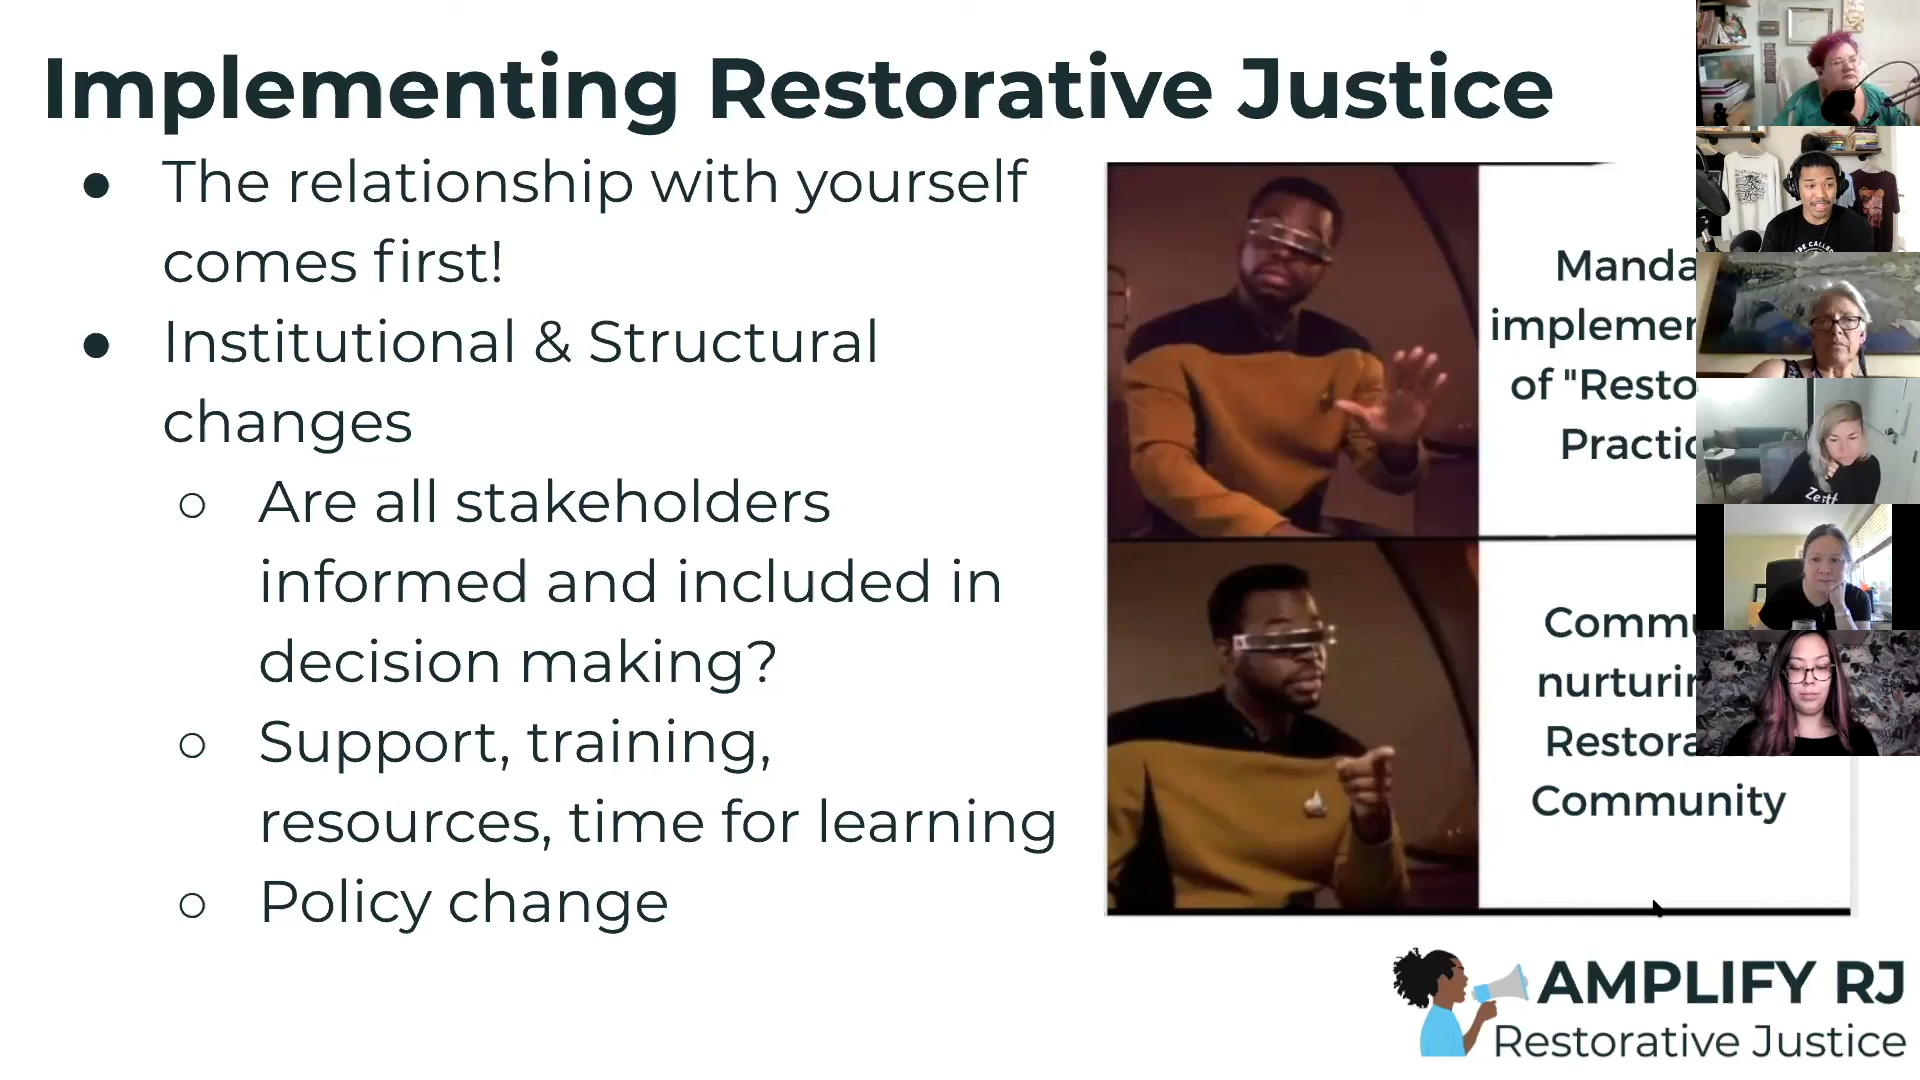 Implementing Restorative Justice
The relationship with yourself
comes first!
Institutional & Structural
changes
Are all stakeholders
informed and included in
decision making?
Support, training,
resources, time for learning
Policy change
of
Community
AMPLIFY RJ
Restorative Justice